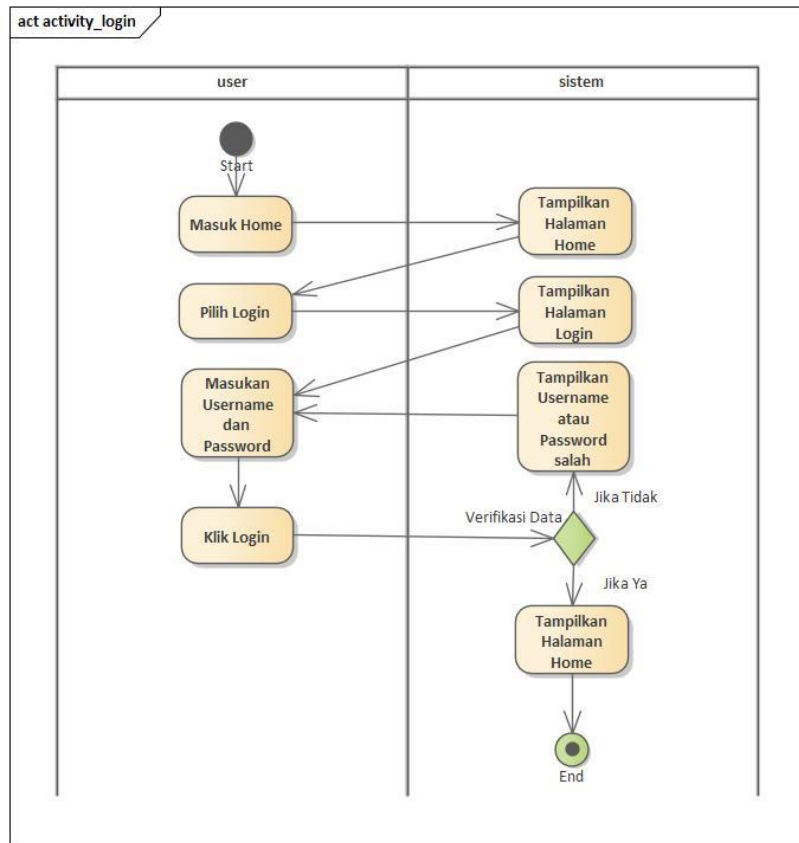 act activity_login
user
sistem
Start
Masuk Home
Tampilkan
Halaman
Home
Pilih Login
Tampilkan
Halaman
Login
Masukan
Username
dan
Password
Tampilkan
Username
atau
Password
salah
Jika Tidak
Verifikasi Data
Klik Login
Jika Ya
Tampilkan
Halaman
Home
End